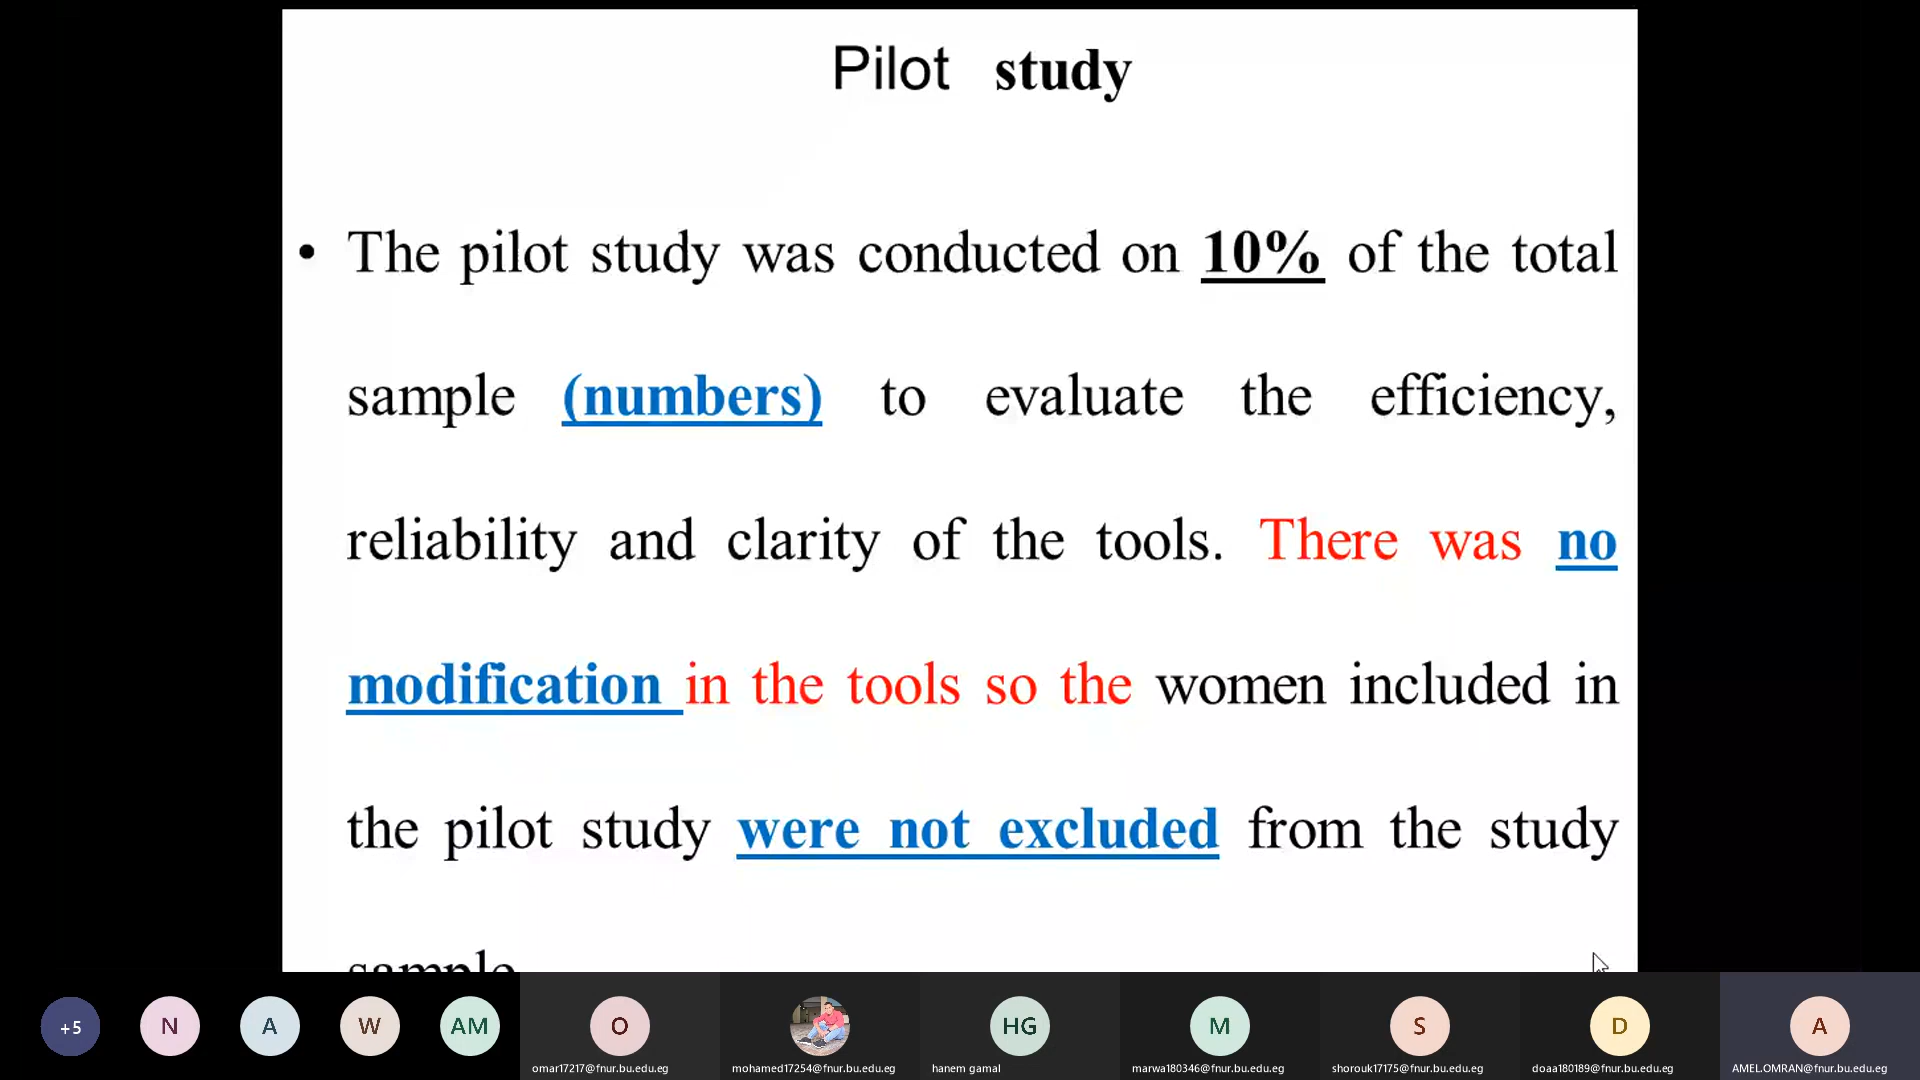 Pilot study
• The pilot study was conducted on 10% of the total
sample (numbers) to evaluate the efficiency,
reliability and clarity of the tools. There was no
modification in the tools so the women included in
the pilot study were not excluded from the study
sample
+5 N A W AM O HG M S D A
omar17217@fnur.bu.edu.eg mohamed17254@fnur.bu.edu.eg hanem gamal marwa180346@fnur.bu.edu.eg shorouk17175@fnur.bu.edu.eg doaa180189@fnur.bu.edu.eg AMEL.OMRAN@fnur.bu.edu.eg